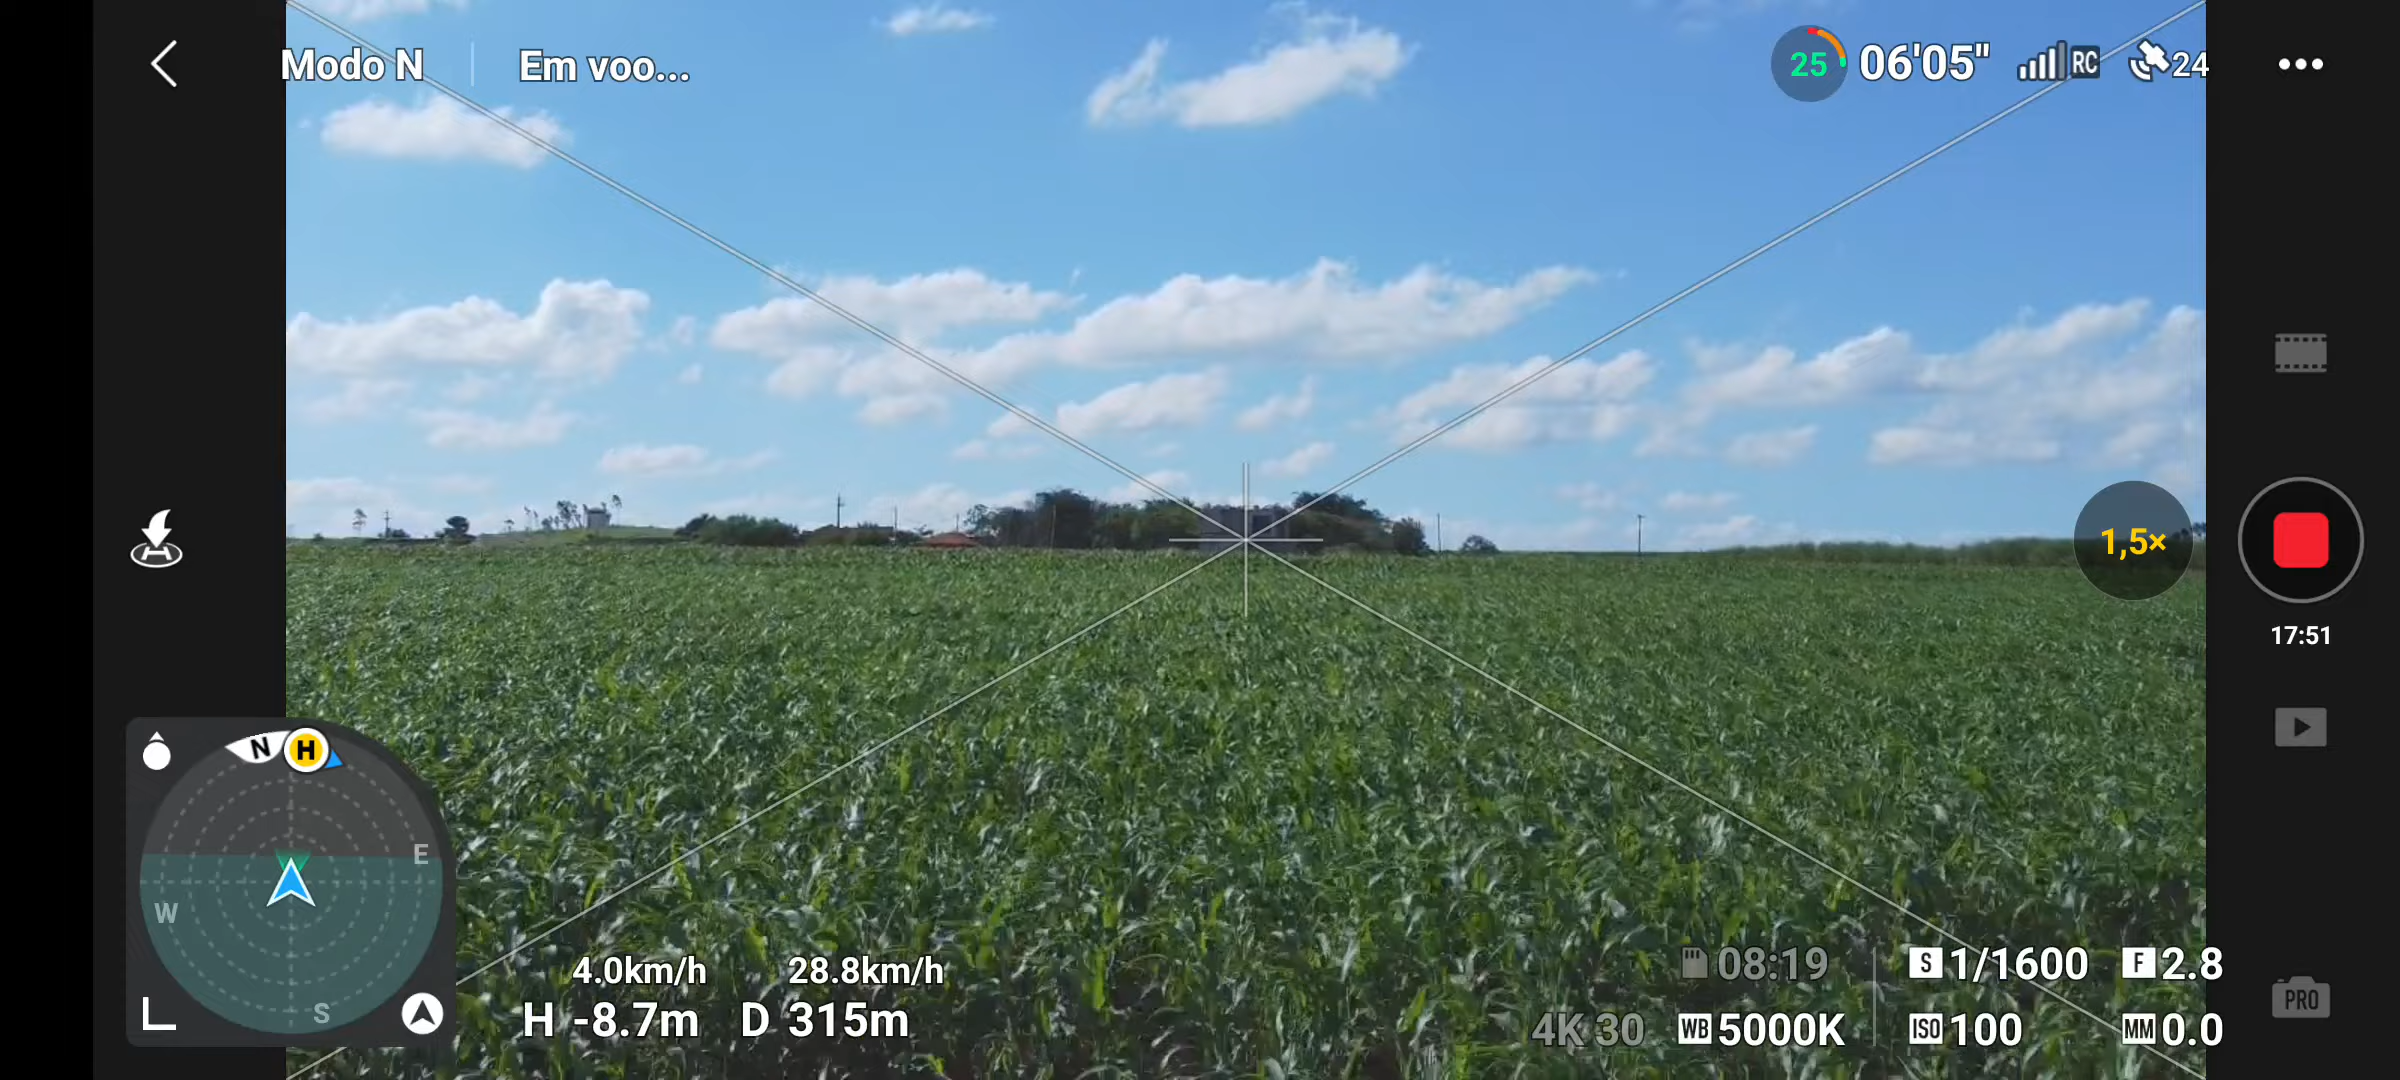 Modo N
Em voo...
25
06'05"
RC
24
1,5×
17:51
N
H
E
W
S
4.0km/h
28.8km/h
H -8.7m
D 315m
08:19
S 1/1600
F 2.8
4K 30
WB 5000K
ISO 100
MM 0.0
PRO